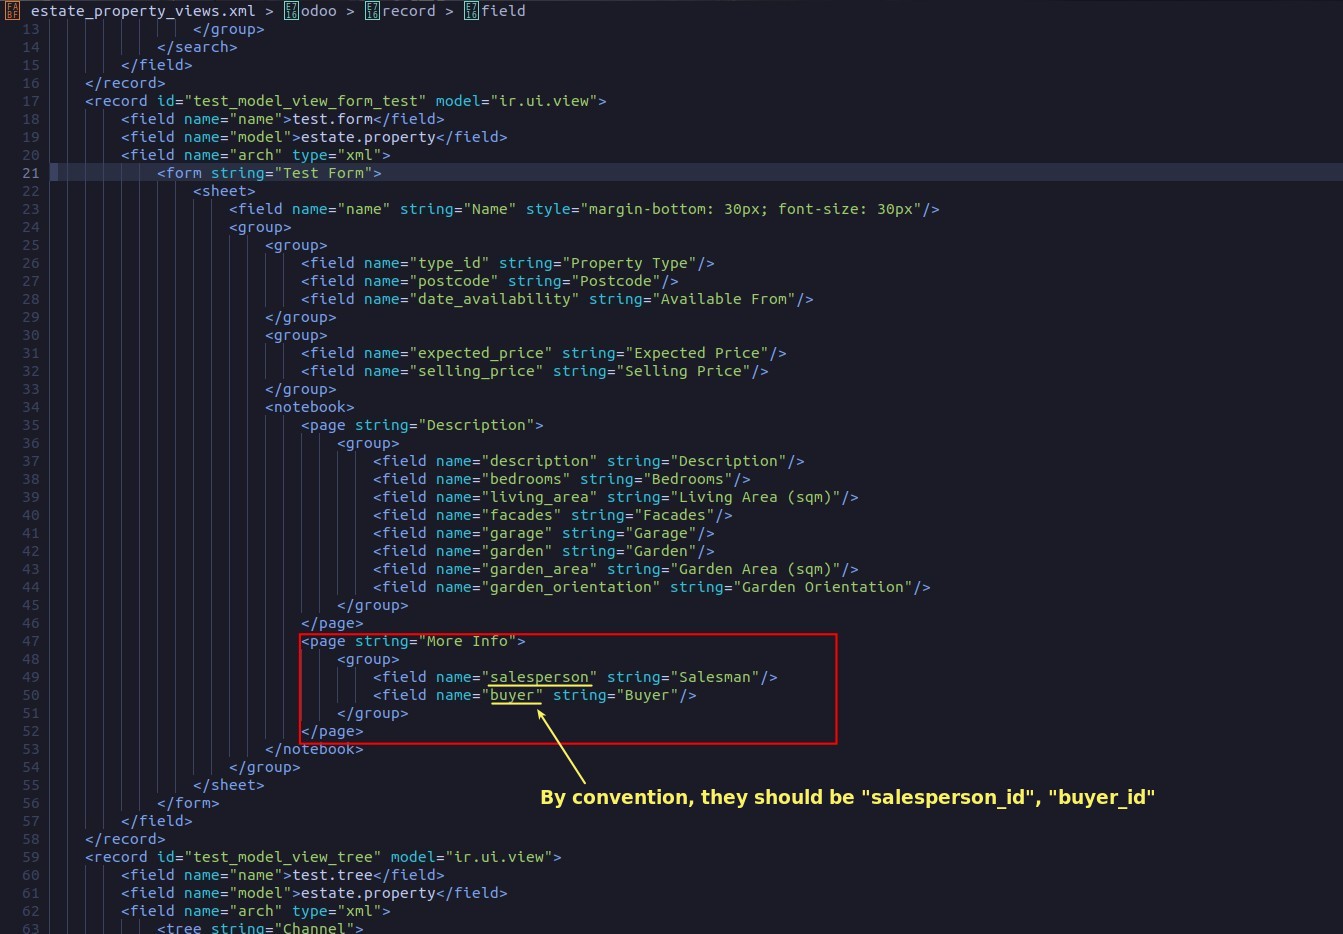 estate_property_views.xml > odoo > record > field
13 </group>
14 </search>
15 </field>
16 </record>
17 <record id="test_model_view_form_test" model="ir.ui.view">
18 <field name="name">test.form</field>
19 <field name="model">estate.property</field>
20 <field name="arch" type="xml">
21 <form string="Test Form">
22 <sheet>
23 <field name="name" string="Name" style="margin-bottom: 30px; font-size: 30px"/>
24 <group>
25 <group>
26 <field name="type_id" string="Property Type"/>
27 <field name="postcode" string="Postcode"/>
28 <field name="date_availability" string="Available From"/>
29 </group>
30 <group>
31 <field name="expected_price" string="Expected Price"/>
32 <field name="selling_price" string="Selling Price"/>
33 </group>
34 <notebook>
35 <page string="Description">
36 <group>
37 <field name="description" string="Description"/>
38 <field name="bedrooms" string="Bedrooms"/>
39 <field name="living_area" string="Living Area (sqm)"/>
40 <field name="facades" string="Facades"/>
41 <field name="garage" string="Garage"/>
42 <field name="garden" string="Garden"/>
43 <field name="garden_area" string="Garden Area (sqm)"/>
44 <field name="garden_orientation" string="Garden Orientation"/>
45 </group>
46 </page>
47 <page string="More Info">
48 <group>
49 <field name="salesperson" string="Salesman"/>
50 <field name="buyer" string="Buyer"/>
51 </group>
52 </page>
53 </notebook>
54 </group>
55 </sheet>
By convention, they should be "salesperson_id", "buyer_id"
56 </form>
57 </field>
58 </record>
59 <record id="test_model_view_tree" model="ir.ui.view">
60 <field name="name">test.tree</field>
61 <field name="model">estate.property</field>
62 <field name="arch" type="xml">
63 <tree string="Channel">